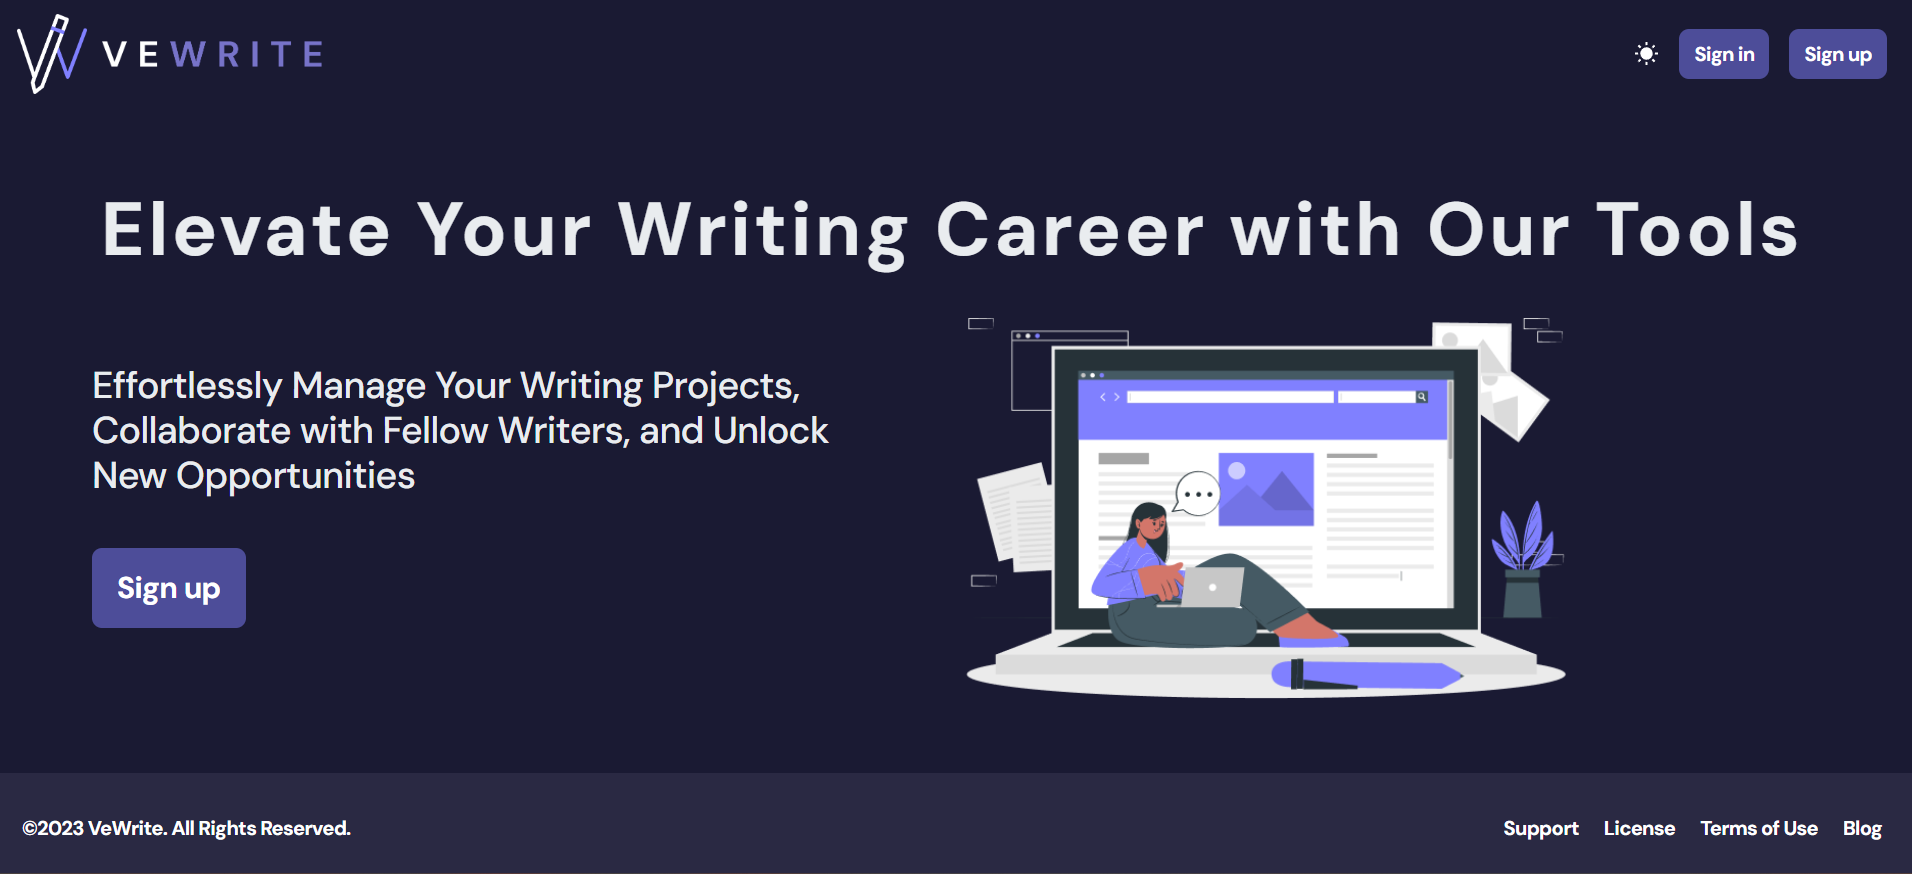 VEWRITE
Sign in
Sign up
Elevate Your Writing Career with Our Tools
Effortlessly Manage Your Writing Projects,
Collaborate with Fellow Writers, and Unlock
New Opportunities
Sign up
©2023 VeWrite. All Rights Reserved.
Support
License
Terms of Use
Blog